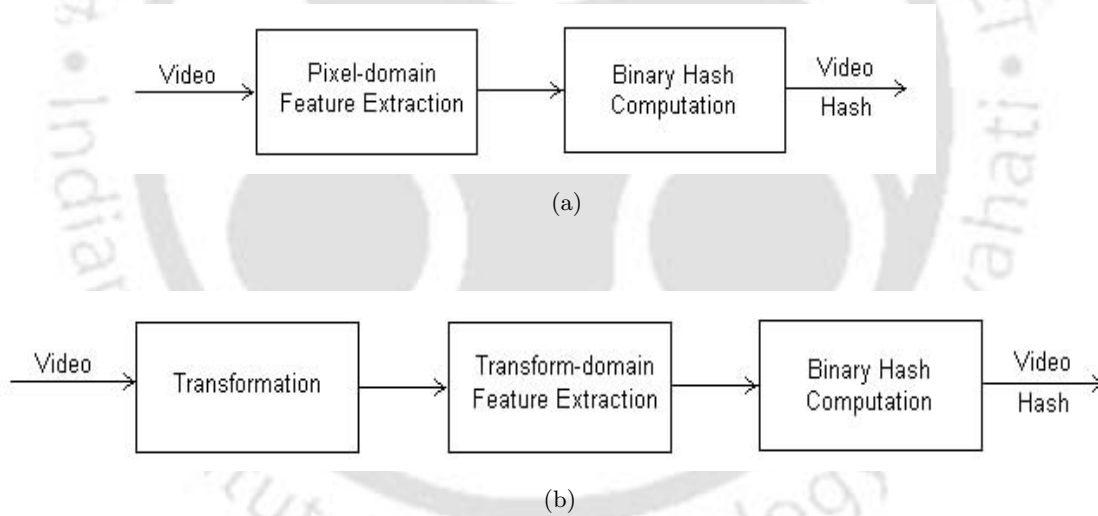 Video
Pixel-domain
Feature Extraction
Binary Hash
Computation
Video
Hash
(a)
Video
Transformation
Transform-domain
Feature Extraction
Binary Hash
Computation
Video
Hash
(b)